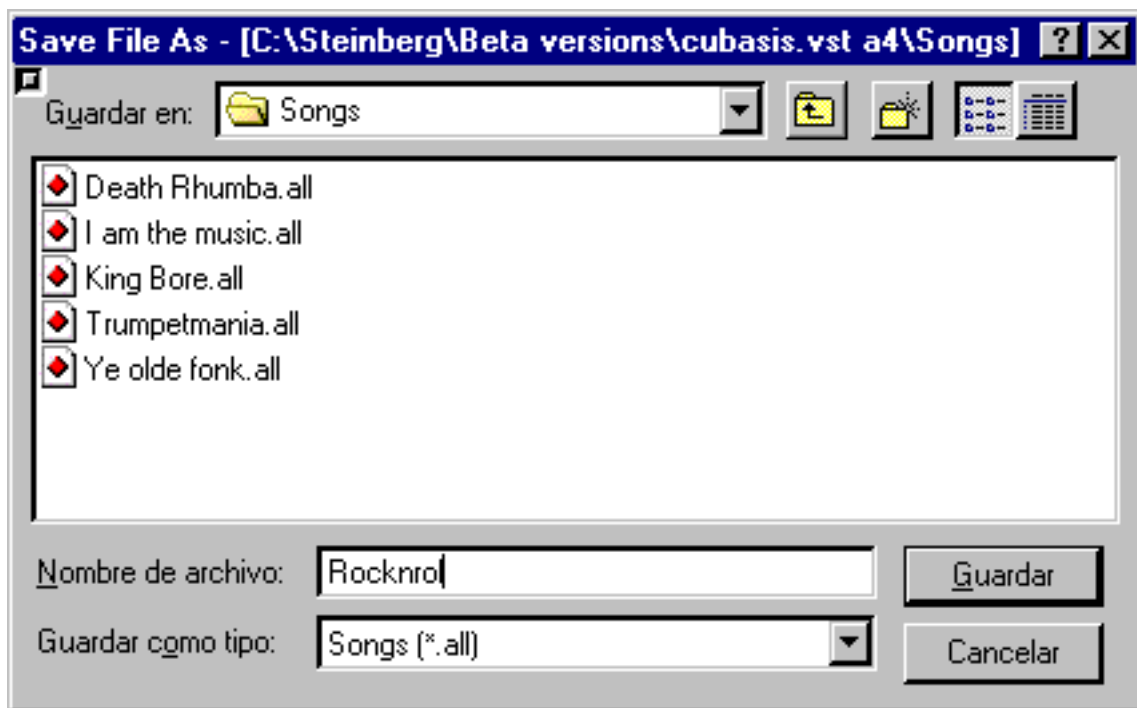 Save File As - [C:\Steinberg\Beta versions\cubasis.vst a4\Songs]
Guardar en: Songs
Death Rhumba.all
I am the music.all
King Bore.all
Trumpetmania.all
Ye olde fonk.all
Nombre de archivo: Rocknrol
Guardar
Guardar como tipo: Songs (*.all)
Cancelar